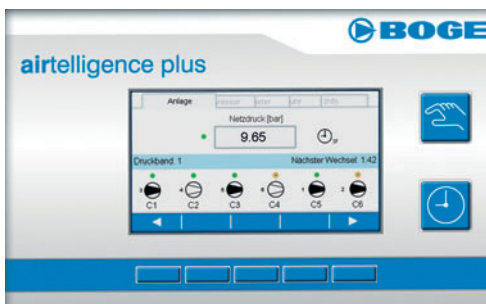 BOGE
airtelligence plus
Anlage
Netzdruck [bar]
9.65
Druckband: 1
Nächster Wechsel: 1:42
C1 C2 C3 C4 C5 C6